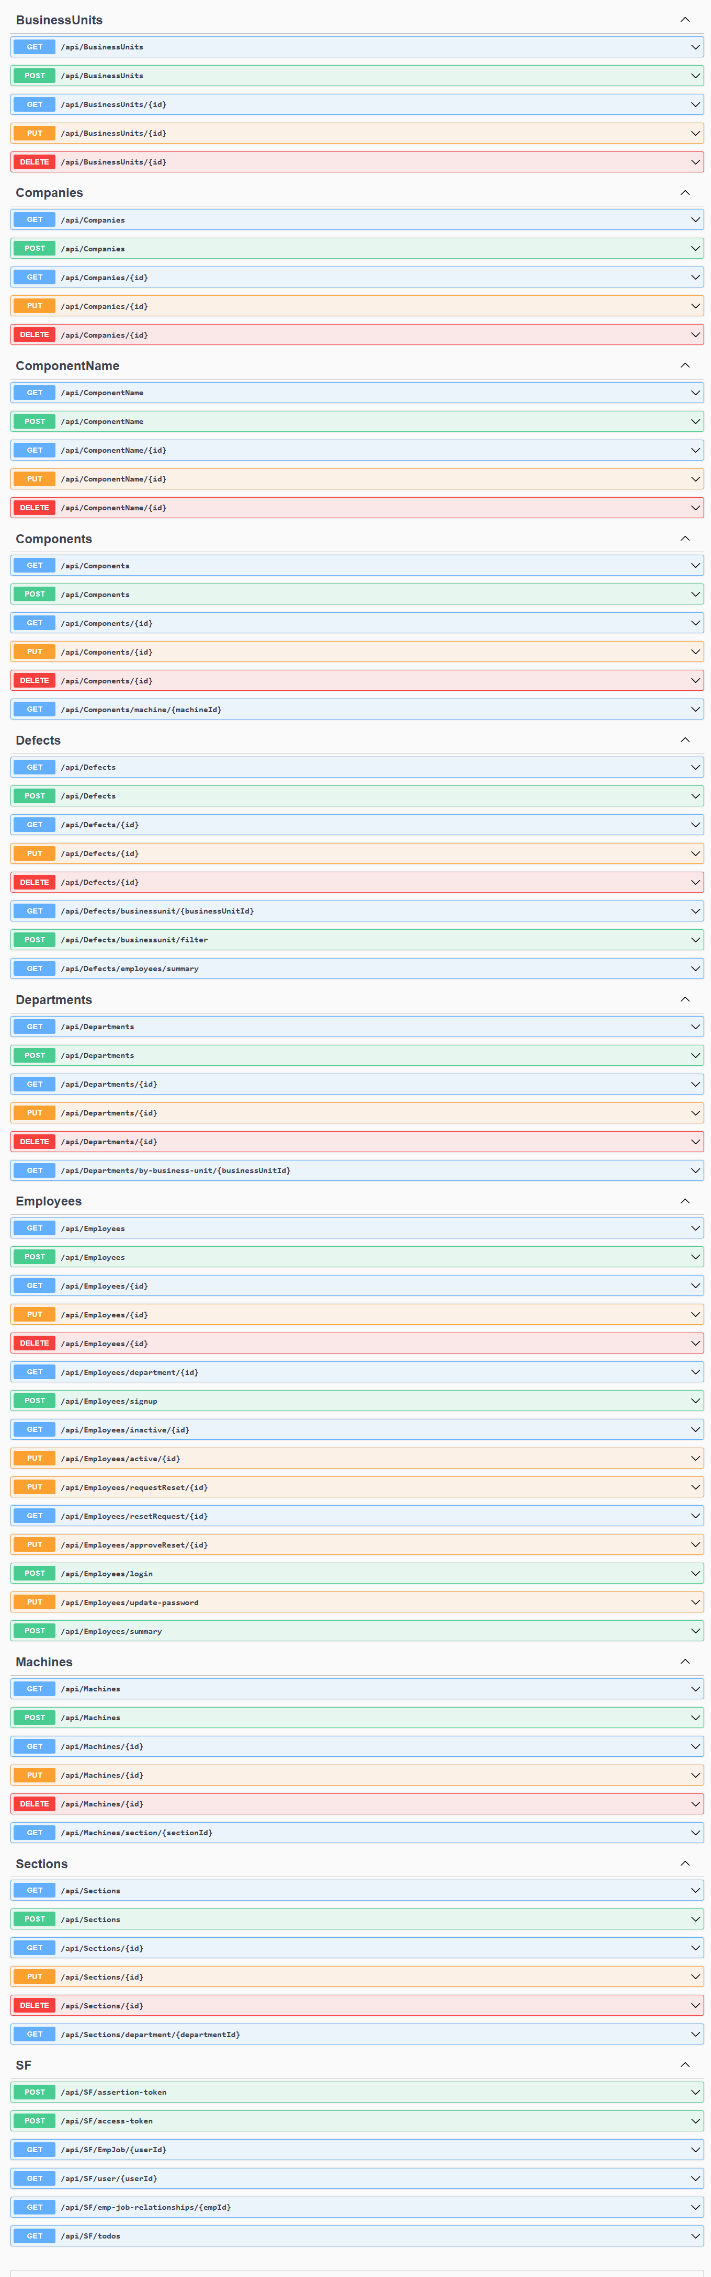 BusinessUnits
GET /api/BusinessUnits
POST /api/BusinessUnits
GET /api/BusinessUnits/{id}
PUT /api/BusinessUnits/{id}
DELETE /api/BusinessUnits/{id}
Companies
GET /api/Companies
POST /api/Companies
GET /api/Companies/{id}
PUT /api/Companies/{id}
DELETE /api/Companies/{id}
ComponentName
GET /api/ComponentName
POST /api/ComponentName
GET /api/ComponentName/{id}
PUT /api/ComponentName/{id}
DELETE /api/ComponentName/{id}
Components
GET /api/Components
POST /api/Components
GET /api/Components/{id}
PUT /api/Components/{id}
DELETE /api/Components/{id}
GET /api/Components/machine/{machineId}
Defects
GET /api/Defects
POST /api/Defects
GET /api/Defects/{id}
PUT /api/Defects/{id}
DELETE /api/Defects/{id}
GET /api/Defects/businessunit/{businessUnitId}
POST /api/Defects/businessunit/filter
GET /api/Defects/employees/summary
Departments
GET /api/Departments
POST /api/Departments
GET /api/Departments/{id}
PUT /api/Departments/{id}
DELETE /api/Departments/{id}
GET /api/Departments/by-business-unit/{businessUnitId}
Employees
GET /api/Employees
POST /api/Employees
GET /api/Employees/{id}
PUT /api/Employees/{id}
DELETE /api/Employees/{id}
GET /api/Employees/department/{id}
POST /api/Employees/signup
GET /api/Employees/inactive/{id}
PUT /api/Employees/active/{id}
PUT /api/Employees/requestReset/{id}
GET /api/Employees/resetRequest/{id}
PUT /api/Employees/approveReset/{id}
POST /api/Employees/login
PUT /api/Employees/update-password
POST /api/Employees/summary
Machines
GET /api/Machines
POST /api/Machines
GET /api/Machines/{id}
PUT /api/Machines/{id}
DELETE /api/Machines/{id}
GET /api/Machines/section/{sectionId}
Sections
GET /api/Sections
POST /api/Sections
GET /api/Sections/{id}
PUT /api/Sections/{id}
DELETE /api/Sections/{id}
GET /api/Sections/department/{departmentId}
SF
POST /api/SF/assertion-token
POST /api/SF/access-token
GET /api/SF/EmpJob/{userId}
GET /api/SF/user/{userId}
GET /api/SF/emp-job-relationships/{empId}
GET /api/SF/todos